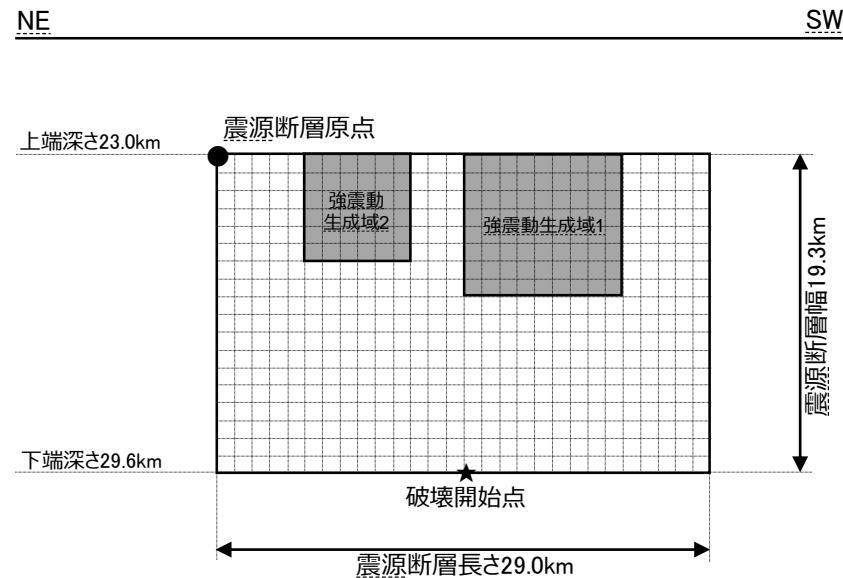 NE
SW
震源断層原点
上端深さ23.0km
強震動
生成域2
強震動生成域1
震源断層幅19.3km
下端深さ29.6km
破壊開始点
震源断層長さ29.0km